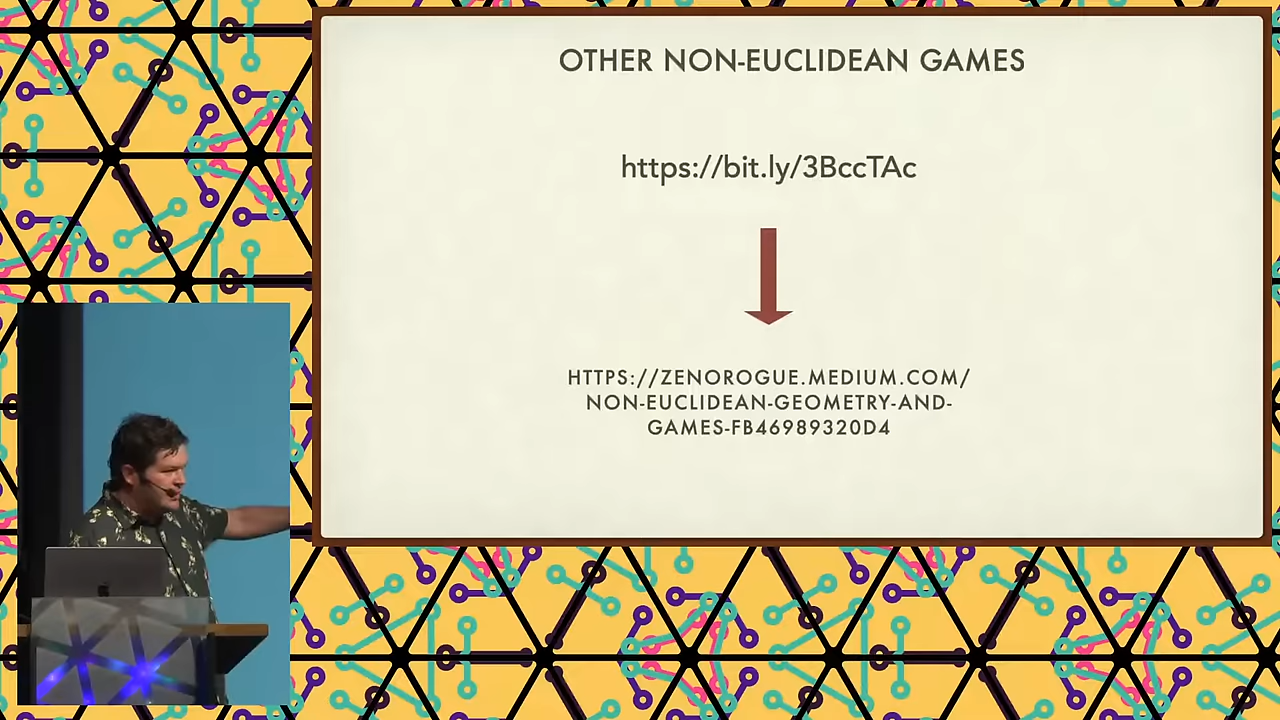 OTHER NON-EUCLIDEAN GAMES
https://bit.ly/3BccTAc
HTTPS://ZENOROGUE.MEDIUM.COM/
NON-EUCLIDEAN-GEOMETRY-AND-
GAMES-FB46989320D4